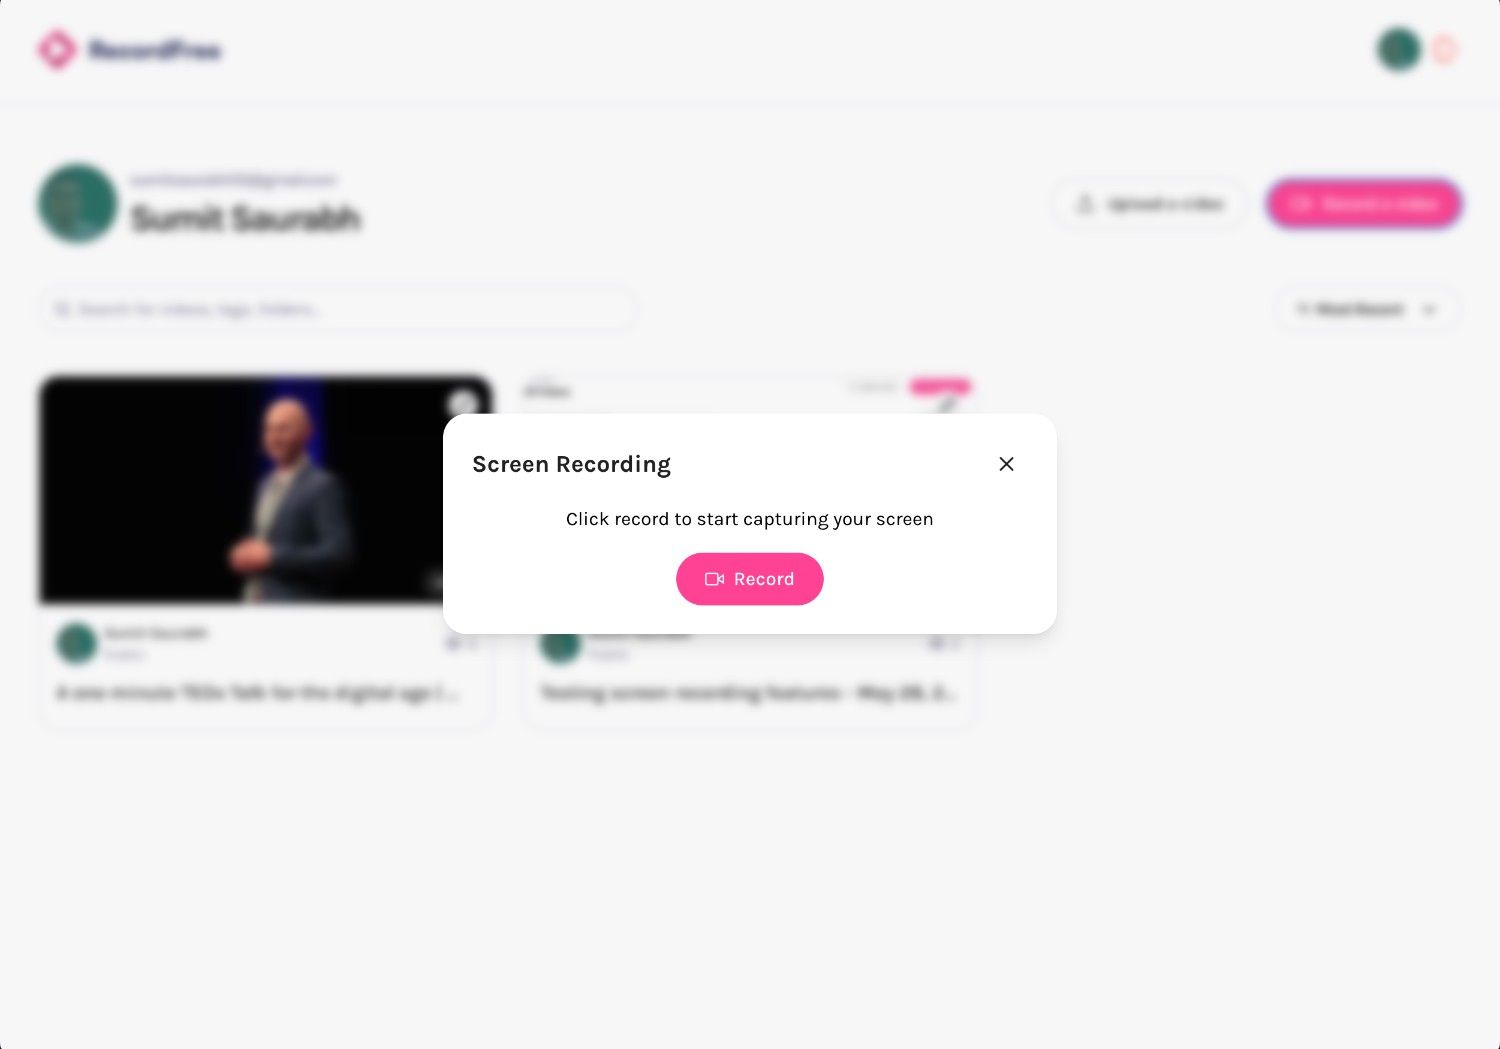 RecordFree
Sumit Saurabh
Upload a video
Record a video
Search for videos, tags, folders...
Most Recent
Screen Recording
Click record to start capturing your screen
Record
Sumit Saurabh
A one minute TEDx Talk for the digital age | ...
Testing screen recording features - May 28, 2...